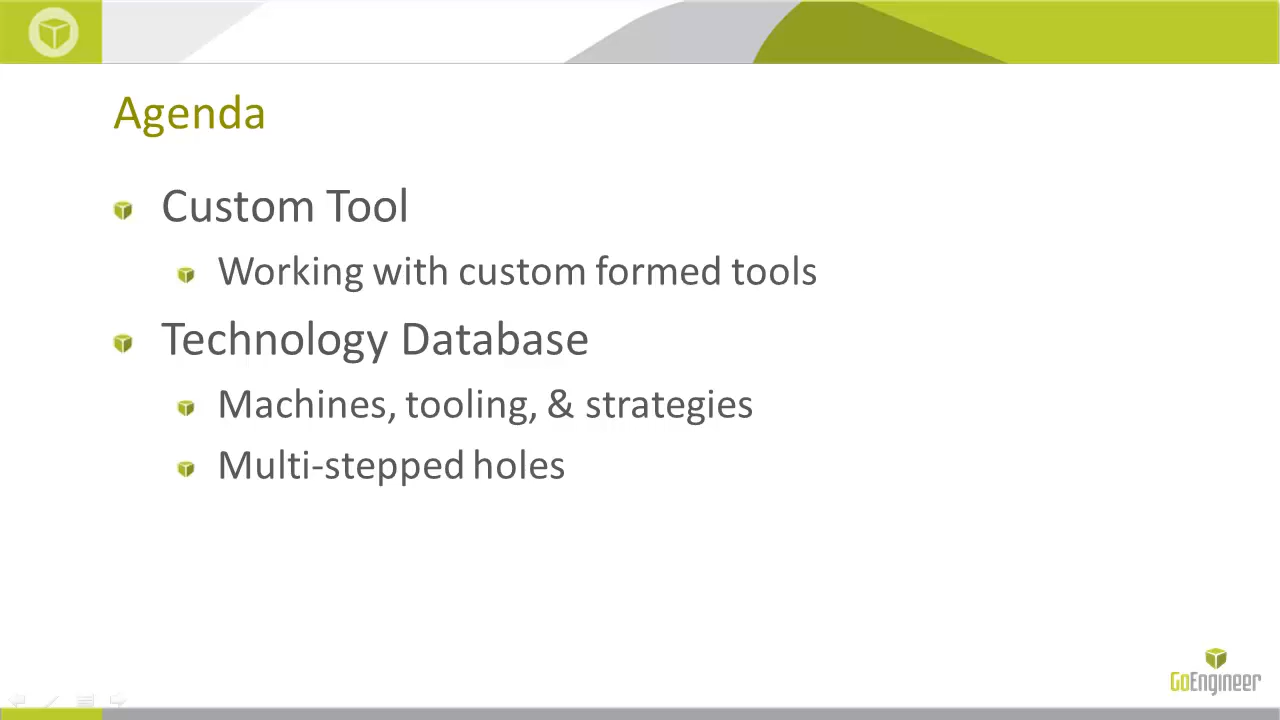 Agenda
Custom Tool
Working with custom formed tools
Technology Database
Machines, tooling, & strategies
Multi-stepped holes
GoEngineer